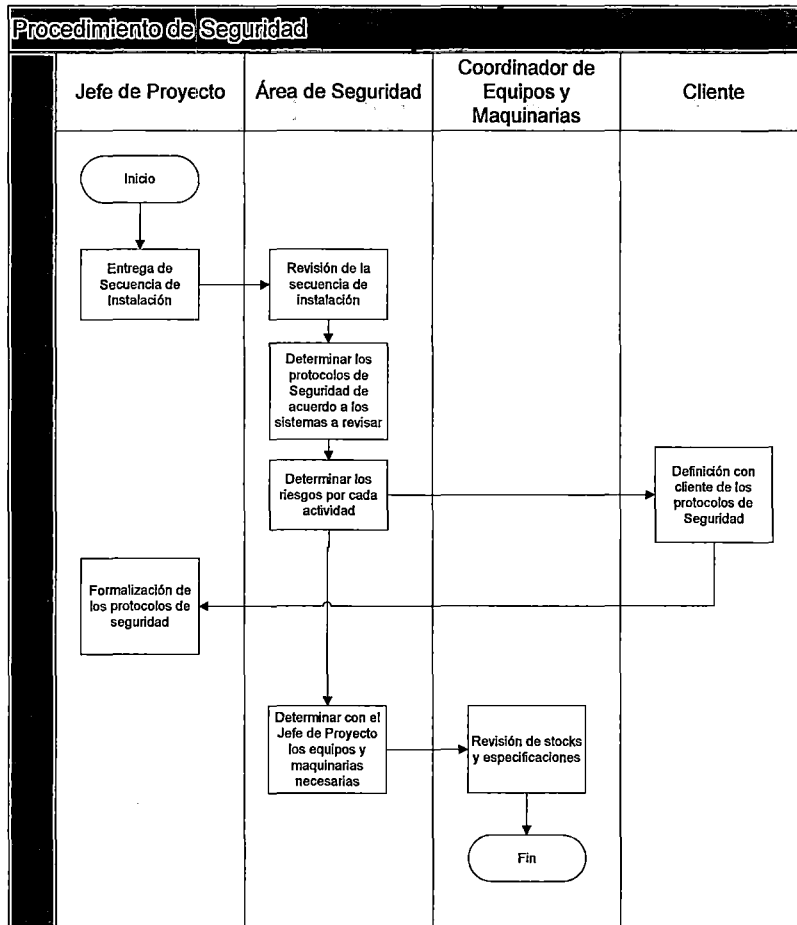 Procedimiento de Seguridad
Jefe de Proyecto
Área de Seguridad
Coordinador de
Equipos y
Maquinarias
Cliente
Inicio
Entrega de
Secuencia de
Instalación
Revisión de la
secuencia de
instalación
Determinar los
protocolos de
Seguridad de
acuerdo a los
sistemas a revisar
Determinar los
riesgos por cada
actividad
Definición con
cliente de los
protocolos de
Seguridad
Formalización de
los protocolos de
seguridad
Determinar con el
Jefe de Proyecto
los equipos y
maquinarias
necesarias
Revisión de stocks
y especificaciones
Fin